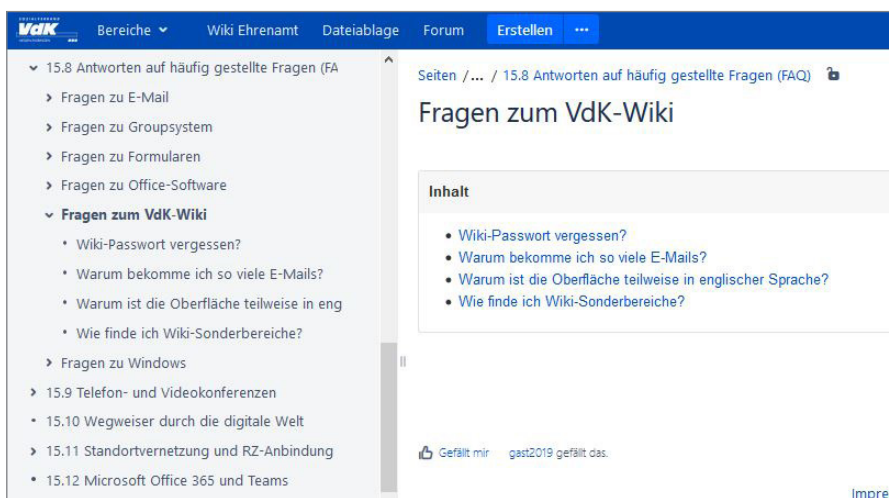 SOZIALVERBAND
VdK
Bereiche
Wiki Ehrenamt
Dateiablage
Forum
Erstellen
15.8 Antworten auf häufig gestellte Fragen (FA
Fragen zu E-Mail
Fragen zu Groupsystem
Fragen zu Formularen
Fragen zu Office-Software
Fragen zum VdK-Wiki
Wiki-Passwort vergessen?
Warum bekomme ich so viele E-Mails?
Warum ist die Oberfläche teilweise in eng
Wie finde ich Wiki-Sonderbereiche?
Fragen zu Windows
15.9 Telefon- und Videokonferenzen
15.10 Wegweiser durch die digitale Welt
15.11 Standortvernetzung und RZ-Anbindung
15.12 Microsoft Office 365 und Teams
Seiten /... / 15.8 Antworten auf häufig gestellte Fragen (FAQ)
Fragen zum VdK-Wiki
Inhalt
Wiki-Passwort vergessen?
Warum bekomme ich so viele E-Mails?
Warum ist die Oberfläche teilweise in englischer Sprache?
Wie finde ich Wiki-Sonderbereiche?
Gefällt mir gast2019 gefällt das.
Impre